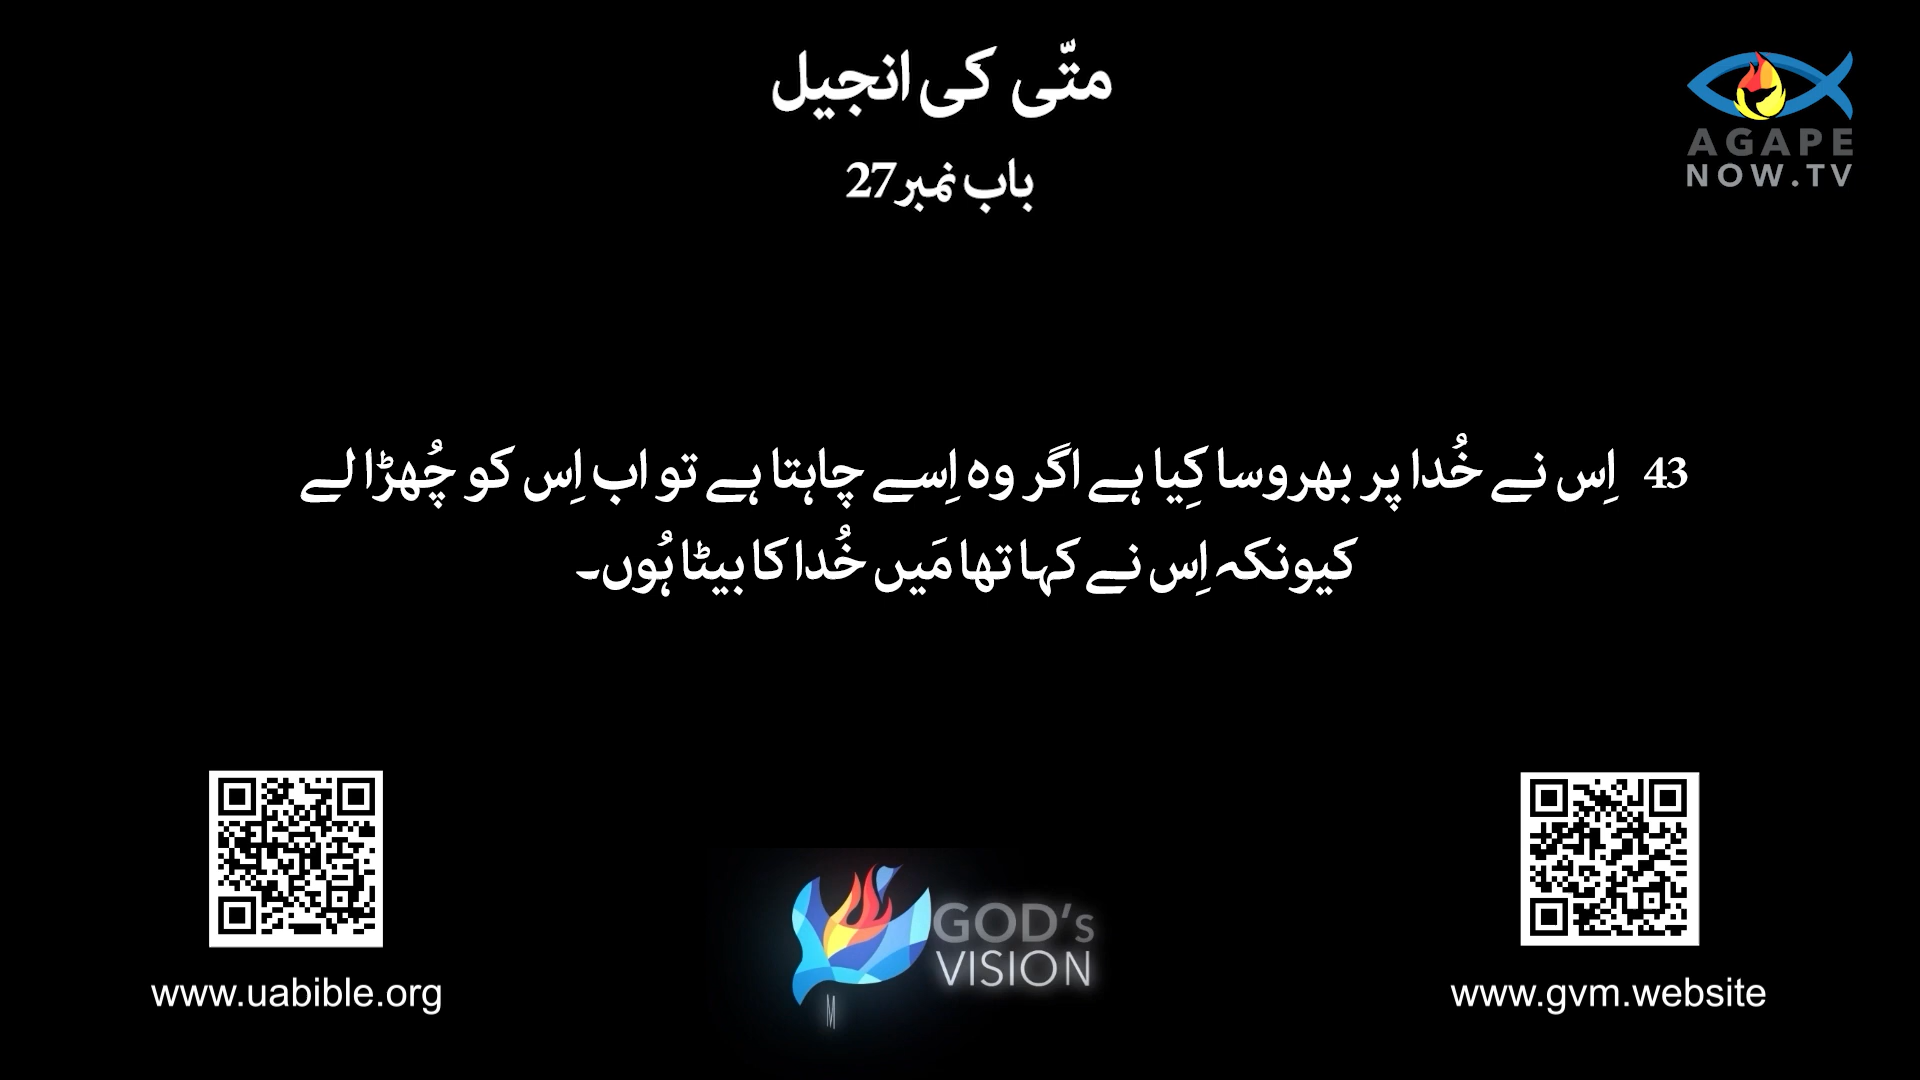 متّی کی انجیل
باب نمبر27
AGAPE
NOW.TV
43 اِس نے خُدا پر بھروسا کِیا ہے اگر وہ اِسے چاہتا ہے تو اب اِس کو چُھڑا لے
کیونکہ اِس نے کہا تھا مَیں خُدا کا بیٹا ہُوں۔
GOD's
VISION
M
www.uabible.org
www.gvm.website